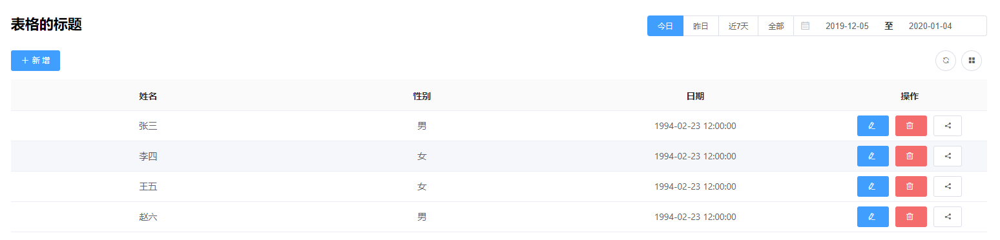 表格的标题
今日 昨日 近7天 全部 2019-12-05 至 2020-01-04
新增
姓名 性别 日期 操作
张三 男 1994-02-23 12:00:00
李四 女 1994-02-23 12:00:00
王五 女 1994-02-23 12:00:00
赵六 男 1994-02-23 12:00:00